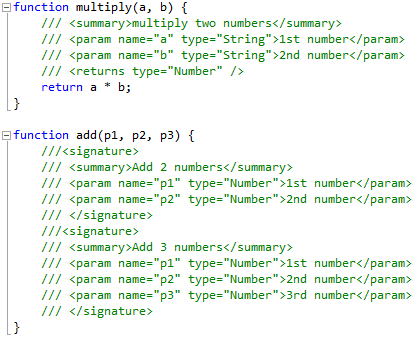 function multiply(a, b) {
/// <summary>multiply two numbers</summary>
/// <param name="a" type="String">1st number</param>
/// <param name="b" type="String">2nd number</param>
/// <returns type="Number" />
return a * b;
}
function add(p1, p2, p3) {
///<signature>
/// <summary>Add 2 numbers</summary>
/// <param name="p1" type="Number">1st number</param>
/// <param name="p2" type="Number">2nd number</param>
/// </signature>
///<signature>
/// <summary>Add 3 numbers</summary>
/// <param name="p1" type="Number">1st number</param>
/// <param name="p2" type="Number">2nd number</param>
/// <param name="p3" type="Number">3rd number</param>
/// </signature>
}